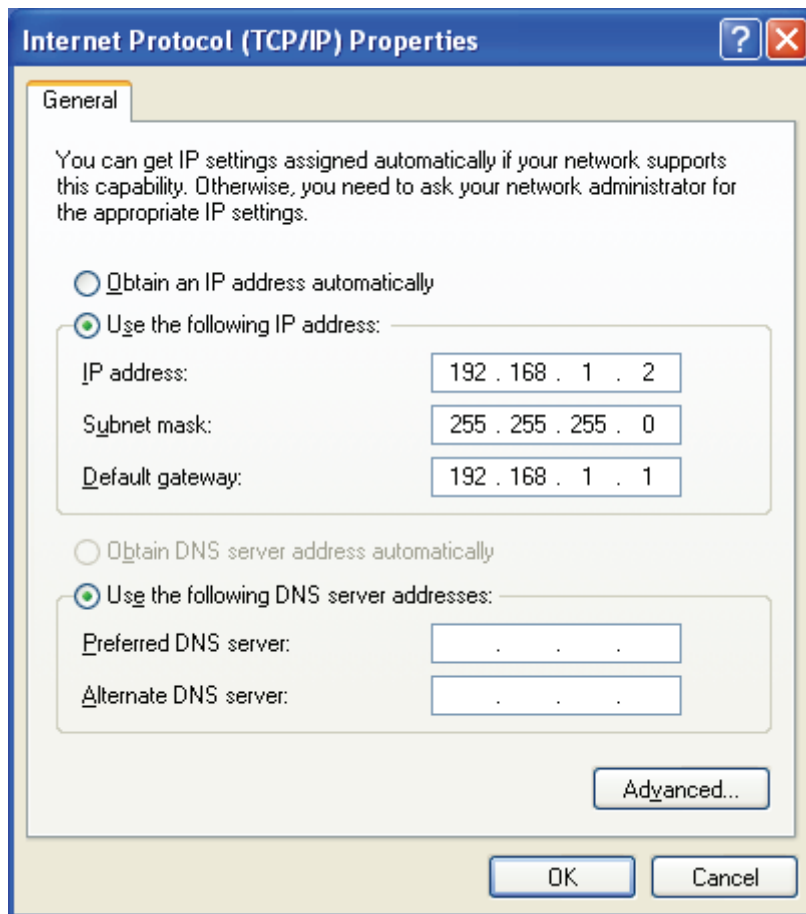 Internet Protocol (TCP/IP) Properties
General
You can get IP settings assigned automatically if your network supports
this capability. Otherwise, you need to ask your network administrator for
the appropriate IP settings.
Obtain an IP address automatically
Use the following IP address:
IP address: 192 . 168 . 1 . 2
Subnet mask: 255 . 255 . 255 . 0
Default gateway: 192 . 168 . 1 . 1
Obtain DNS server address automatically
Use the following DNS server addresses:
Preferred DNS server: . . .
Alternate DNS server: . . .
Advanced...
OK Cancel